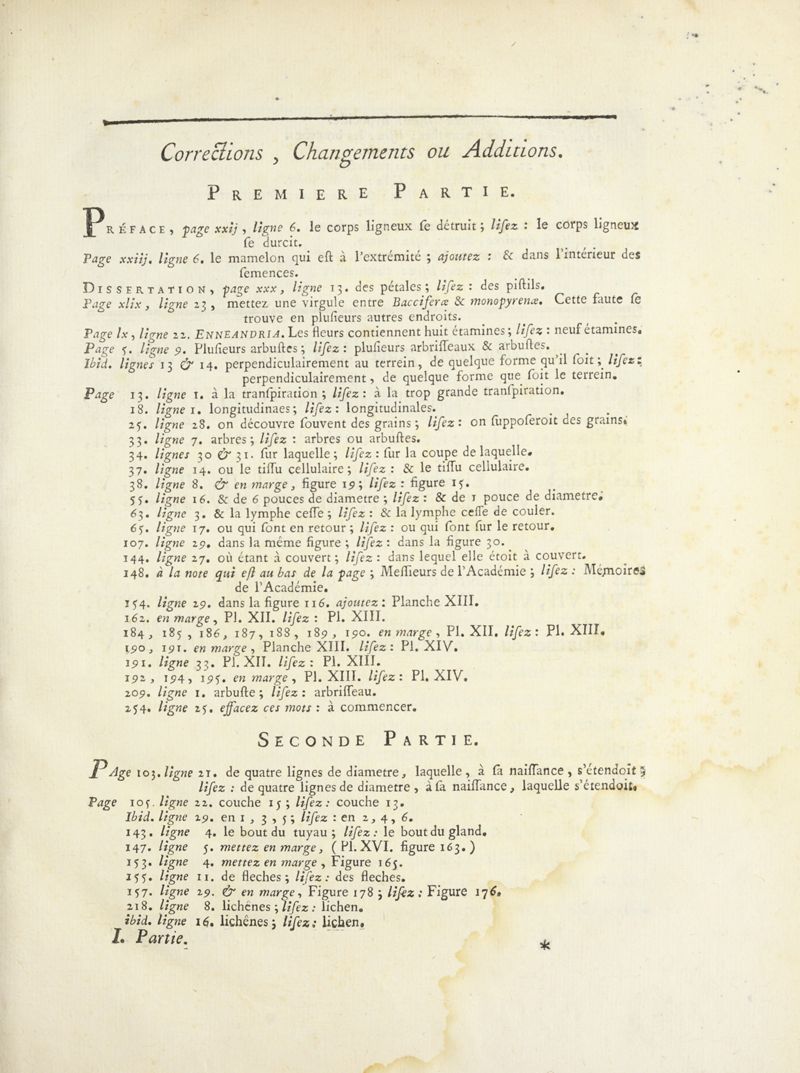 Corrections, Changements ou Additions.
PREMIERE PARTIE.
PRÉFACE, page xxij, ligne 6. le corps ligneux ſe détruit; liſez : le corps ligneux
ſe durcit.
Page xxiij. ligne 6. le mamelon qui eſt à l'extrémité ; ajoutez : & dans l'intérieur des
ſemences.
DISSERTATION, page xxx, ligne 13. des pétales; liſez : des piſtils.
Page xlix, ligne 23, mettez une virgule entre Bacciferæ & monopyrenæ. Cette faute ſe
trouve en pluſieurs autres endroits.
Page lx, ligne 22. ENNEANDRIA. Les fleurs contiennent huit étamines; liſez : neuf étamines.
Page 5. ligne 9. Pluſieurs arbuſtes; liſez : pluſieurs arbriſſeaux & arbuſtes.
Ibid. lignes 13 & 14. perpendiculairement au terrein, de quelque forme qu'il ſoit; liſez:
perpendiculairement, de quelque forme que ſoit le terrein.
Page 13. ligne 1. à la tranſpiration ; liſez : à la trop grande tranſpiration.
18. ligne 1. longitudinaes; liſez : longitudinales.
25. ligne 28. on découvre ſouvent des grains; liſez : on ſuppoſeroit des grains.
33. ligne 7. arbres; liſez : arbres ou arbuſtes.
34. lignes 30 & 31. ſur laquelle; liſez : ſur la coupe de laquelle.
37. ligne 14. ou le tiſſu cellulaire; liſez : & le tiſſu cellulaire.
38. ligne 8. & en marge, figure 19; liſez : figure 15.
55. ligne 16. & de 6 pouces de diametre ; liſez : & de 1 pouce de diametre.
63. ligne 3. & la lymphe ceſſe ; liſez : & la lymphe ceſſe de couler.
65. ligne 17. ou qui ſont en retour ; liſez : ou qui ſont ſur le retour.
107. ligne 29. dans la même figure ; liſez : dans la figure 30.
144. ligne 27. où étant à couvert; liſez : dans lequel elle étoit à couvert.
148. à la note qui eſt au bas de la page ; Meſſieurs de l'Académie ; liſez : Mémoires
de l'Académie.
154. ligne 29. dans la figure 116. ajoutez : Planche XIII.
162. en marge, Pl. XII. liſez : Pl. XIII.
184, 185, 186, 187, 188, 189, 190. en marge, Pl. XII. liſez : Pl. XIII.
190, 191. en marge, Planche XIII. liſez : Pl. XIV.
191. ligne 33. Pl. XII. liſez : Pl. XIII.
192, 194, 195. en marge, Pl. XIII. liſez : Pl. XIV.
209. ligne 1. arbuſte; liſez : arbriſſeau.
254. ligne 25. effacez ces mots : à commencer.
SECONDE PARTIE.
PAge 103. ligne 21. de quatre lignes de diametre, laquelle, à ſa naiſſance, s'étendoit;
liſez : de quatre lignes de diametre, à ſa naiſſance, laquelle s'étendoit.
Page 105. ligne 22. couche 15 ; liſez : couche 13.
Ibid. ligne 29. en 1, 3, 5; liſez : en 2, 4, 6.
143. ligne 4. le bout du tuyau ; liſez : le bout du gland.
147. ligne 5. mettez en marge, (Pl. XVI. figure 163.)
153. ligne 4. mettez en marge, Figure 165.
155. ligne 11. de fleches; liſez : des fleches.
157. ligne 29. & en marge, Figure 178 ; liſez : Figure 176.
218. ligne 8. lichênes ; liſez : lichen.
ibid. ligne 16. lichênes; liſez : lichen.
I. Partie. *